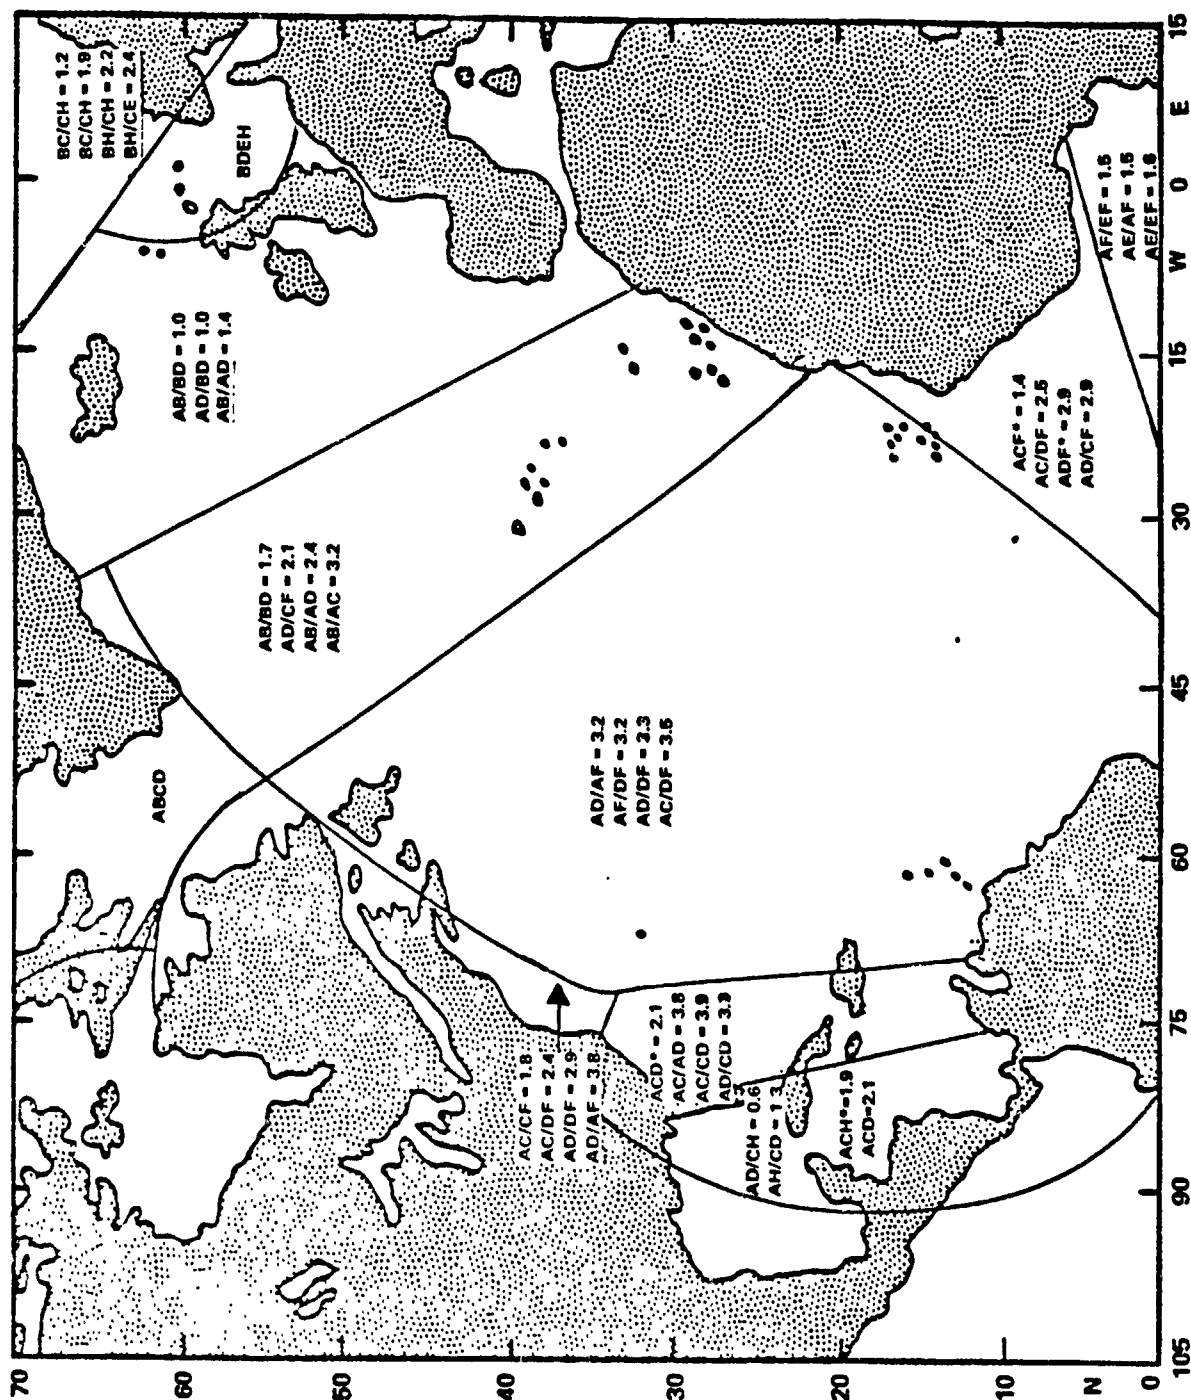 BC/CH = 1.2
BC/CH = 1.9
BH/CH = 2.2
BH/CE = 2.4
BDEH
AB/BD = 1.0
AD/BD = 1.0
AB/AD = 1.4
AB/BD = 1.7
AD/CF = 2.1
AB/AD = 2.4
AB/AC = 3.2
ABCD
AD/AF = 3.2
AF/DF = 3.2
AD/DF = 3.3
AC/DF = 3.5
AC/CF = 1.8
AC/DF = 2.4
AD/DF = 2.9
AD/AF = 3.8
ACD* = 2.1
AC/AD = 3.8
AC/CD = 3.9
AD/CD = 3.9
AD/CH = 0.6
AH/CD = 1.3
ACH*=1.9
ACD=2.1
ACF* = 1.4
AC/DF = 2.5
ADF* = 2.9
AD/CF = 2.9
AF/EF = 1.5
AE/AF = 1.5
AE/EF = 1.6
70
60
50
40
30
20
10
N
0
105
90
75
60
45
30
15
W
0
E
15